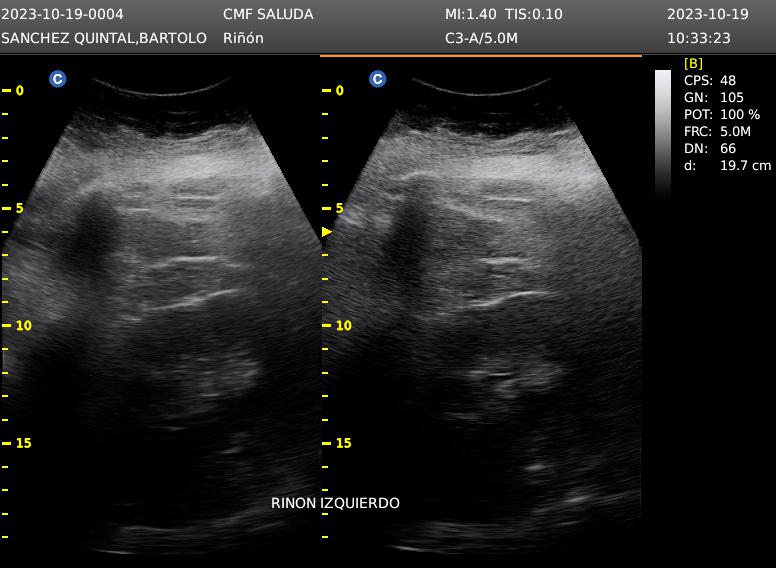 2023-10-19-0004 CMF SALUDA MI:1.40 TIS:0.10 2023-10-19
SANCHEZ QUINTAL,BARTOLO Riñón C3-A/5.0M 10:33:23
C C
[B]
CPS: 48
GN: 105
POT: 100 %
FRC: 5.0M
DN: 66
d: 19.7 cm
0 0
5 5
10 10
15 15
RINON IZQUIERDO